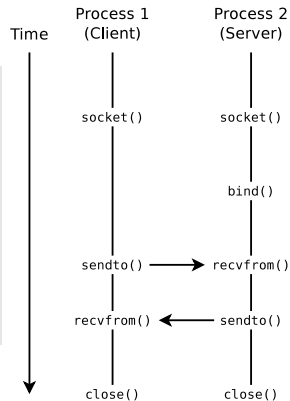 Process 1
(Client)
Process 2
(Server)
Time
socket()
socket()
bind()
sendto()
recvfrom()
recvfrom()
sendto()
close()
close()